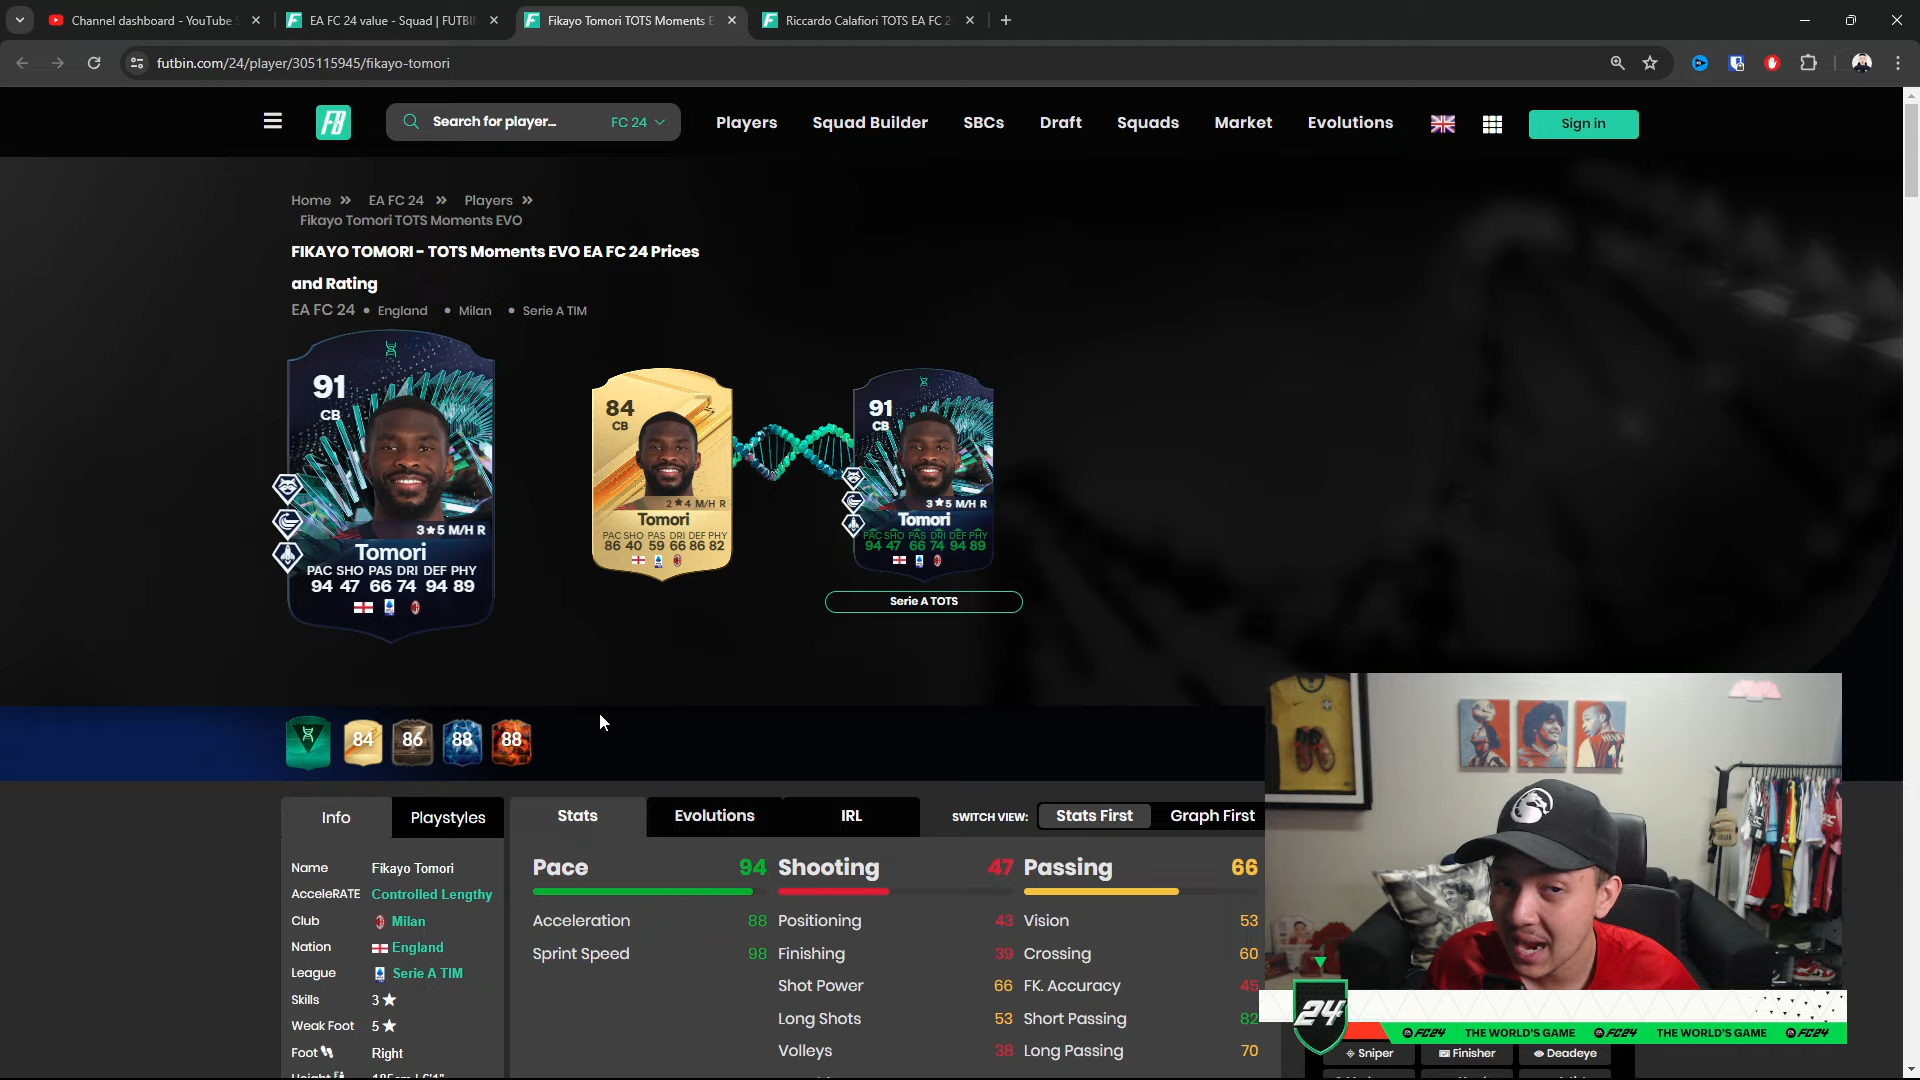 Channel dashboard - YouTube S
EA FC 24 value - Squad | FUTBI
Fikayo Tomori TOTS Moments E
Riccardo Calafiori TOTS EA FC 2
futbin.com/24/player/305115945/fikayo-tomori
Search for player...
FC 24
Players
Squad Builder
SBCs
Draft
Squads
Market
Evolutions
Sign in
Home » EA FC 24 » Players »
Fikayo Tomori TOTS Moments EVO
FIKAYO TOMORI - TOTS Moments EVO EA FC 24 Prices
and Rating
EA FC 24 • England • Milan • Serie A TIM
91
CB
3★5 M/H R
Tomori
PAC SHO PAS DRI DEF PHY
94 47 66 74 94 89
84
CB
2★4 M/H R
Tomori
PAC SHO PAS DRI DEF PHY
86 40 59 66 86 82
91
CB
3★5 M/H R
Tomori
PAC SHO PAS DRI DEF PHY
94 47 66 74 94 89
Serie A TOTS
84 86 88 88
Info
Playstyles
Stats
Evolutions
IRL
SWITCH VIEW:
Stats First
Graph First
Name Fikayo Tomori
AcceleRATE Controlled Lengthy
Club Milan
Nation England
League Serie A TIM
Skills 3★
Weak Foot 5★
Foot Right
Pace 94
Acceleration 88
Sprint Speed 98
Shooting 47
Positioning 43
Finishing 39
Shot Power 66
Long Shots 53
Volleys 38
Passing 66
Vision 53
Crossing 60
FK. Accuracy 45
Short Passing 82
Long Passing 70
HENRY
24
FC24 THE WORLD'S GAME FC24 THE WORLD'S GAME FC24
Sniper
Finisher
Deadeye